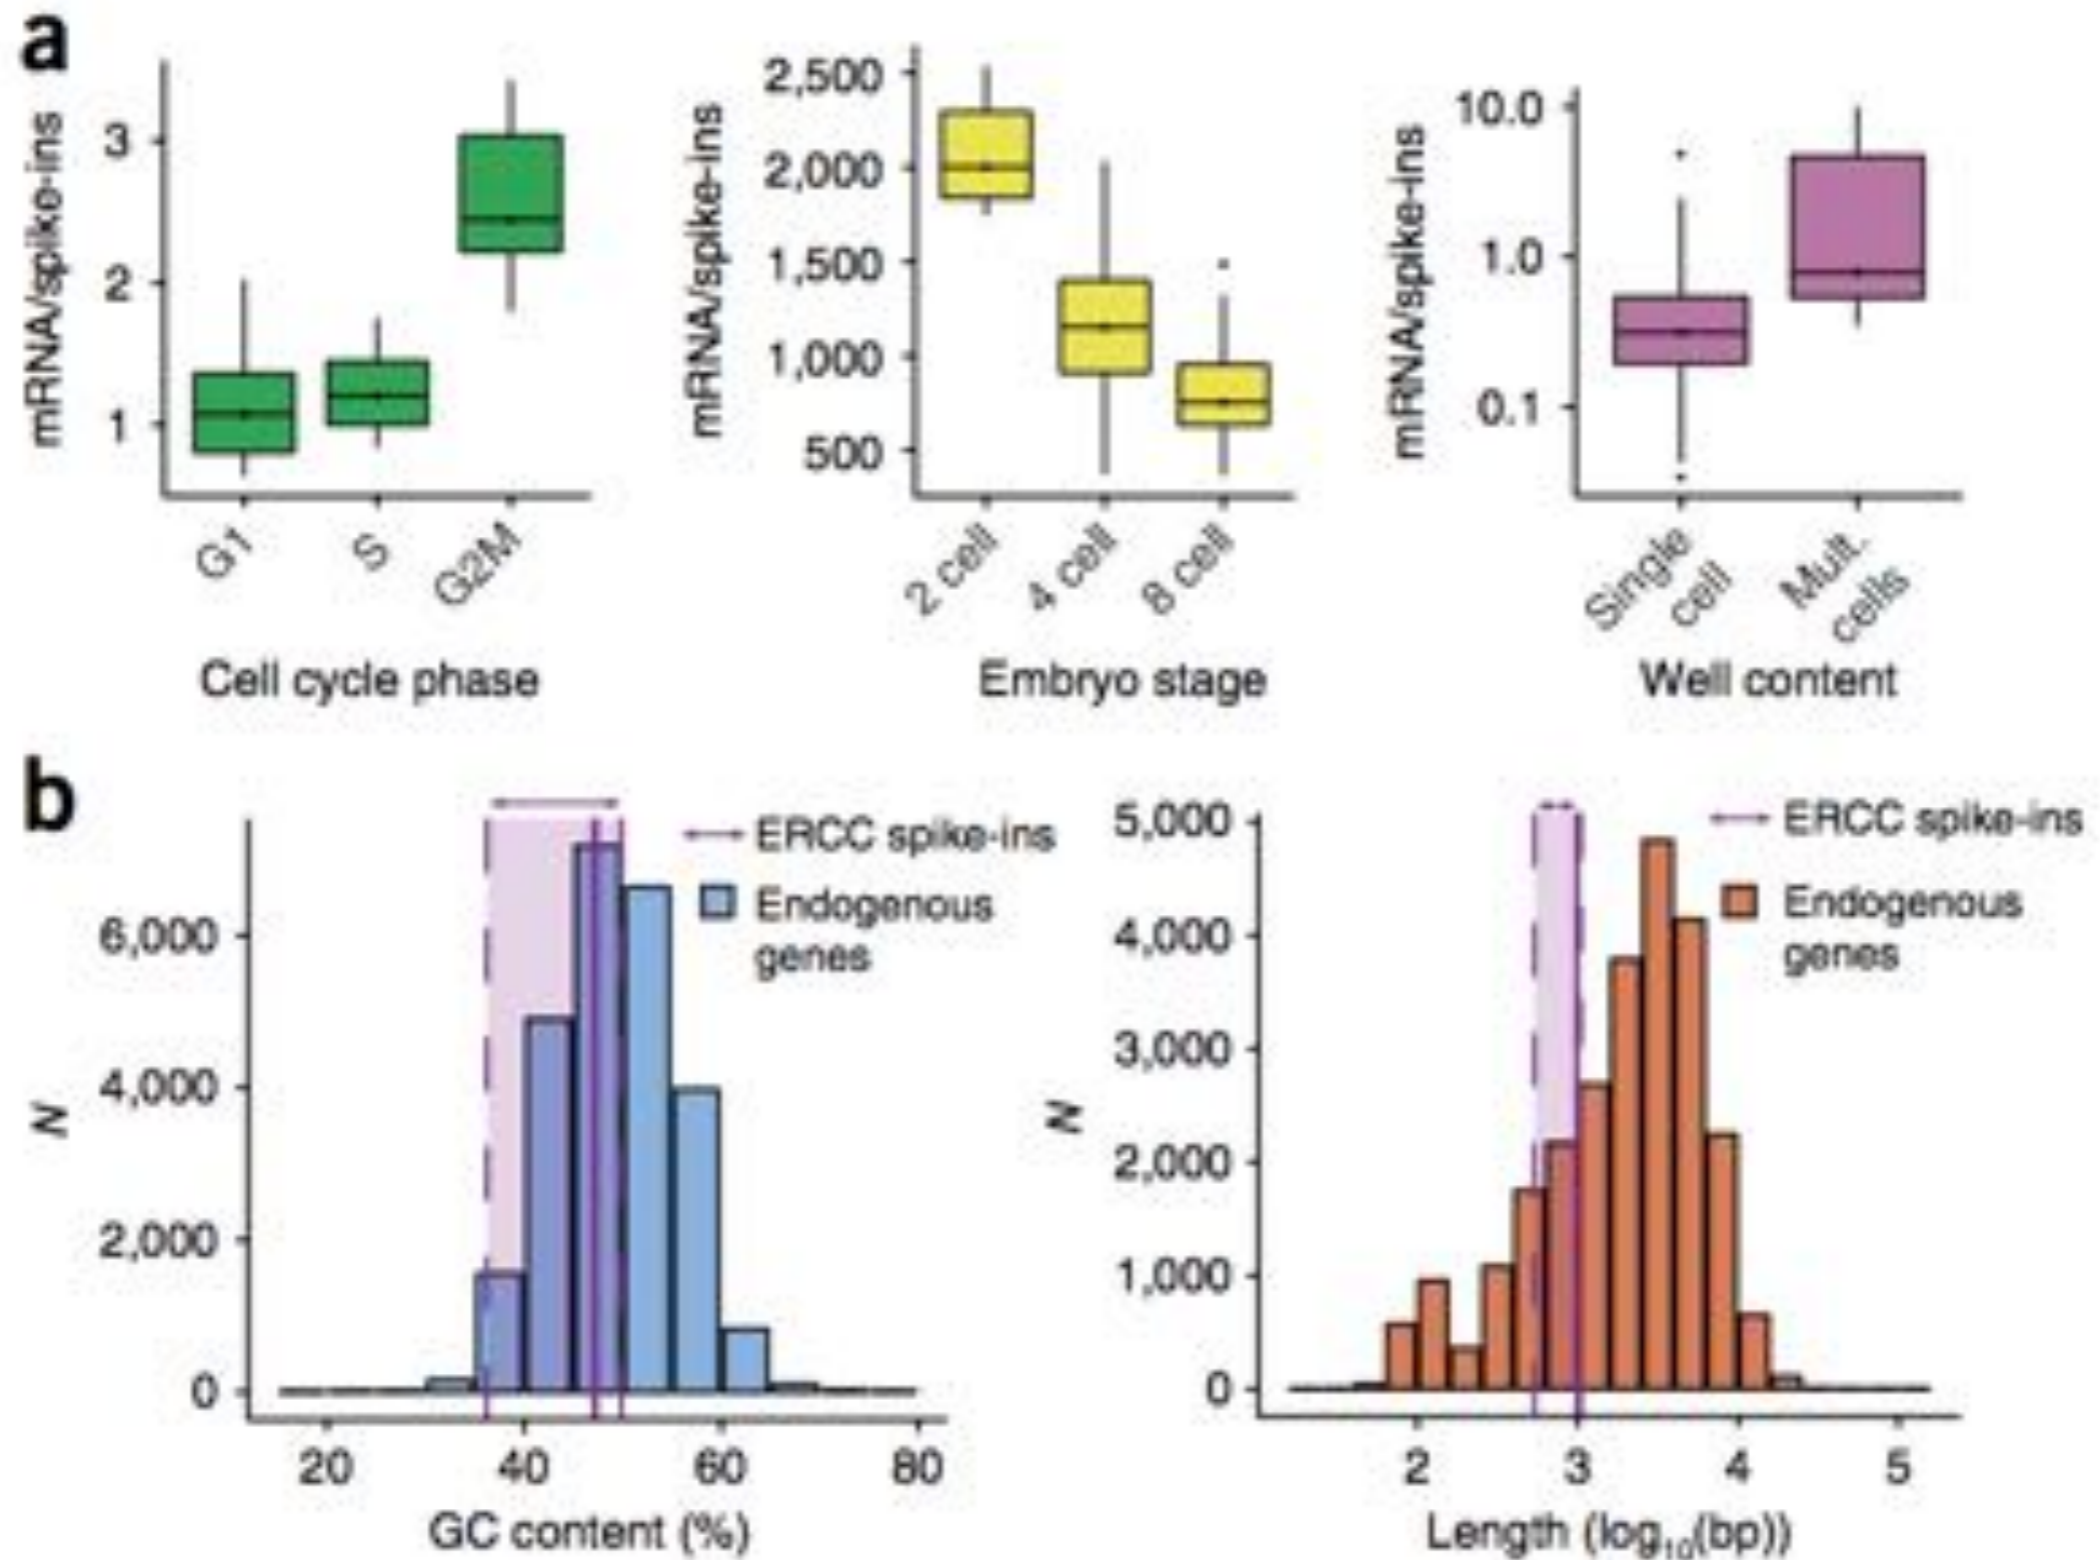 a
mRNA/spike-ins
3
2
1
G1
S
G2M
Cell cycle phase
mRNA/spike-ins
2,500
2,000
1,500
1,000
500
2 cell
4 cell
8 cell
Embryo stage
mRNA/spike-ins
10.0
1.0
0.1
Single
cell
Mult.
cells
Well content
b
N
6,000
4,000
2,000
0
20
40
60
80
GC content (%)
ERCC spike-ins
Endogenous
genes
N
5,000
4,000
3,000
2,000
1,000
0
2
3
4
5
Length (log₁₀(bp))
ERCC spike-ins
Endogenous
genes